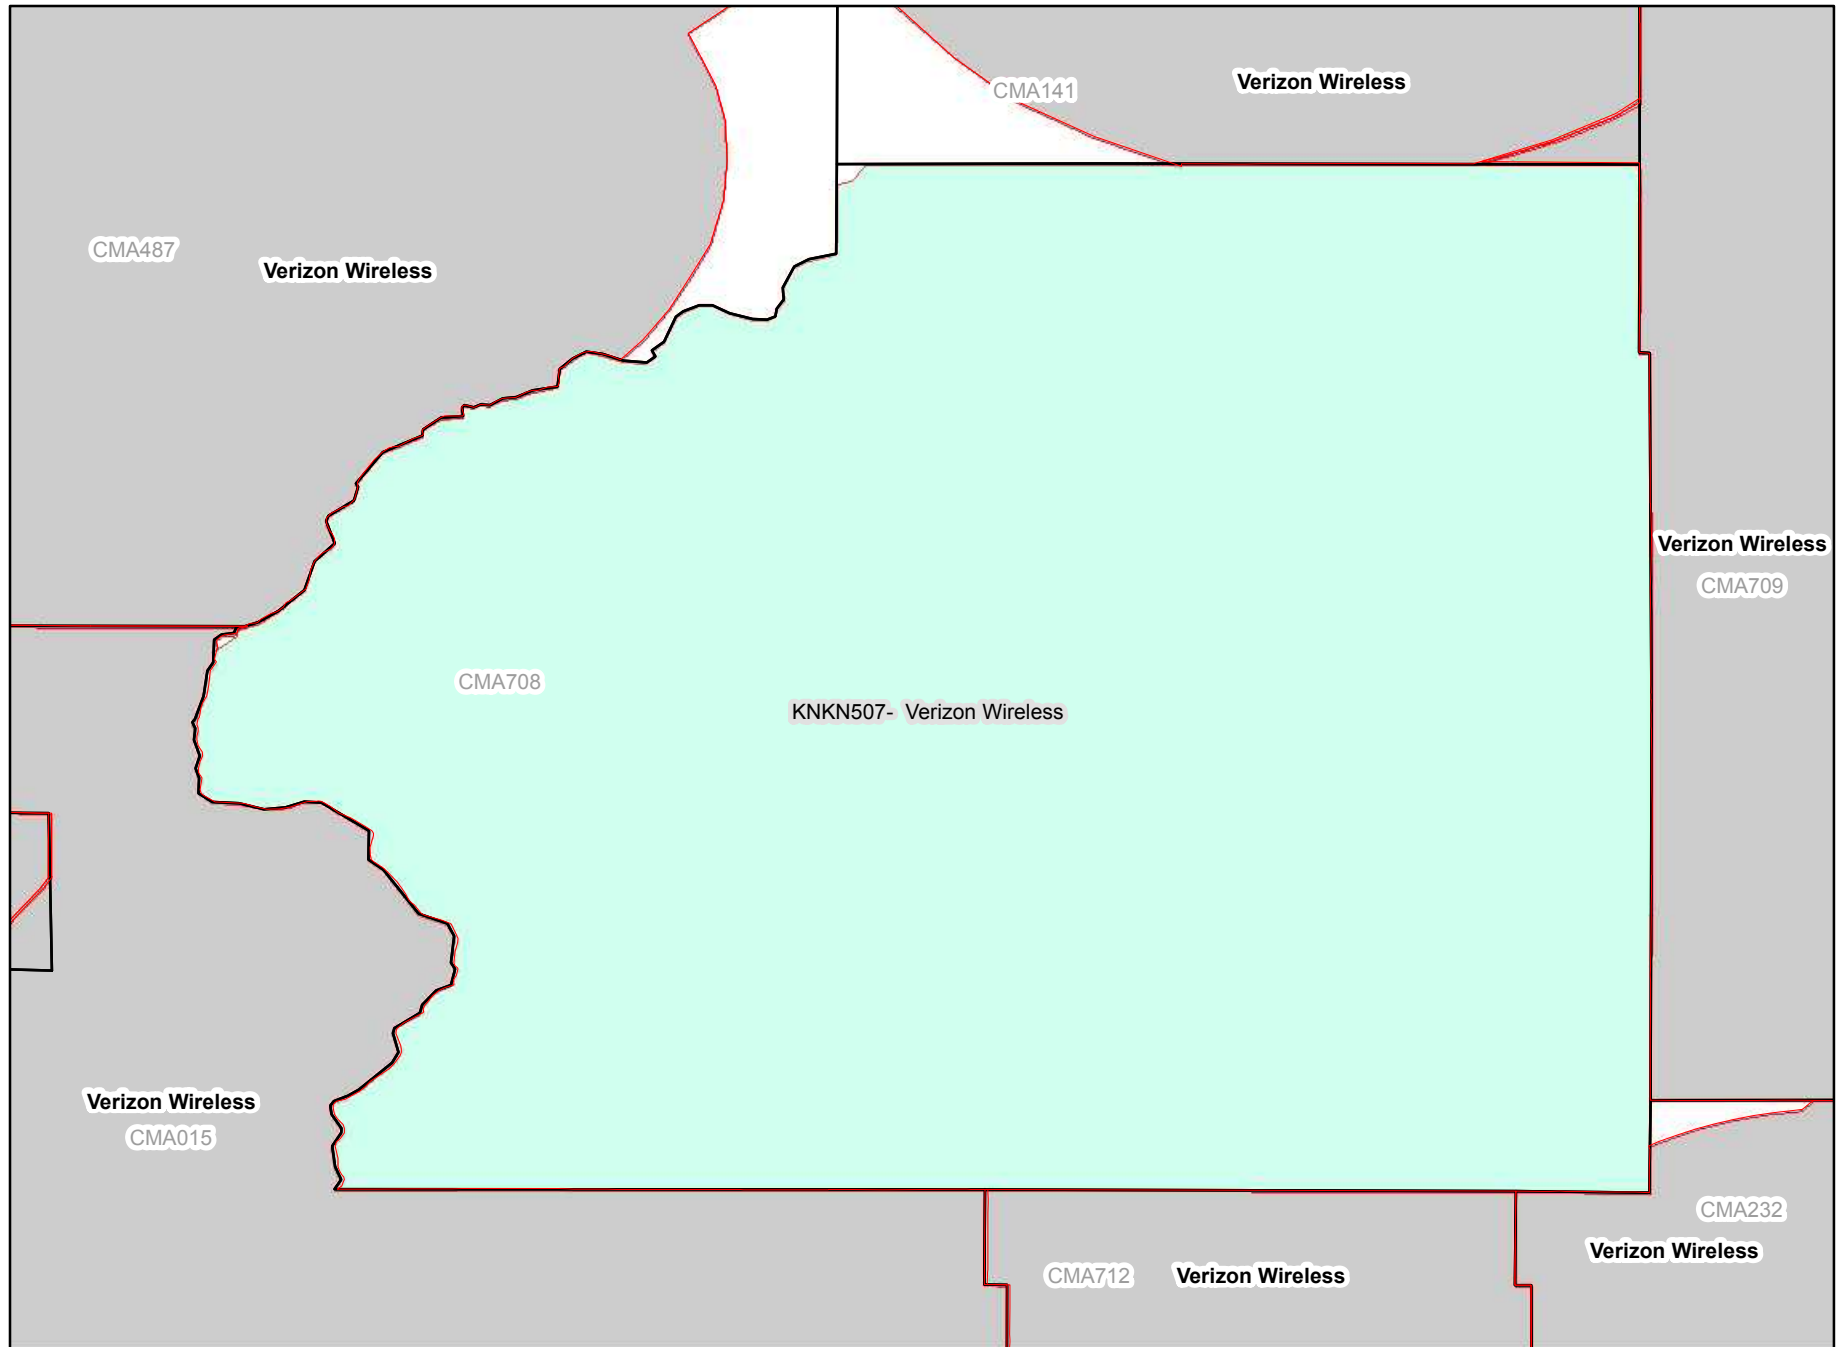 Verizon Wireless
CMA141
CMA487
Verizon Wireless
Verizon Wireless
CMA709
CMA708
KNKN507- Verizon Wireless
Verizon Wireless
CMA015
CMA232
Verizon Wireless
CMA712 Verizon Wireless